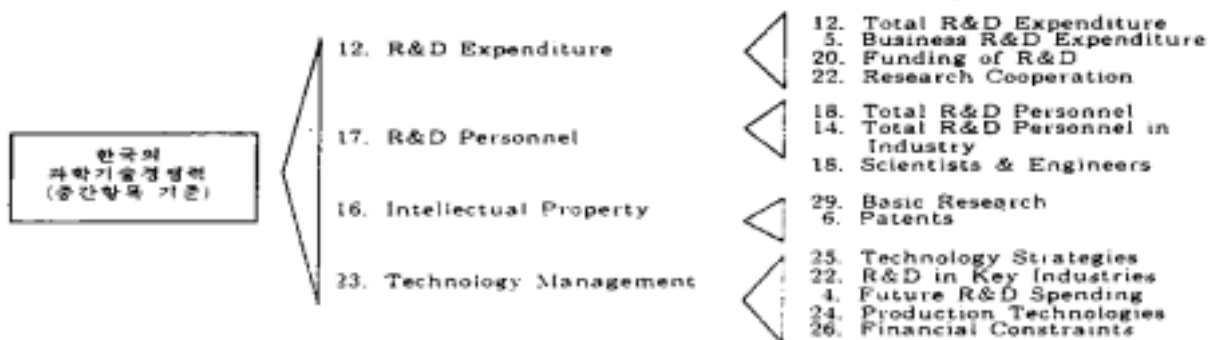 한국의
과학기술경쟁력
(중간항목 기준)
12. R&D Expenditure
17. R&D Personnel
16. Intellectual Property
23. Technology Management
12. Total R&D Expenditure
5. Business R&D Expenditure
20. Funding of R&D
22. Research Cooperation
18. Total R&D Personnel
14. Total R&D Personnel in
Industry
18. Scientists & Engineers
29. Basic Research
6. Patents
25. Technology Strategies
22. R&D in Key Industries
4. Future R&D Spending
24. Production Technologies
26. Financial Constraints